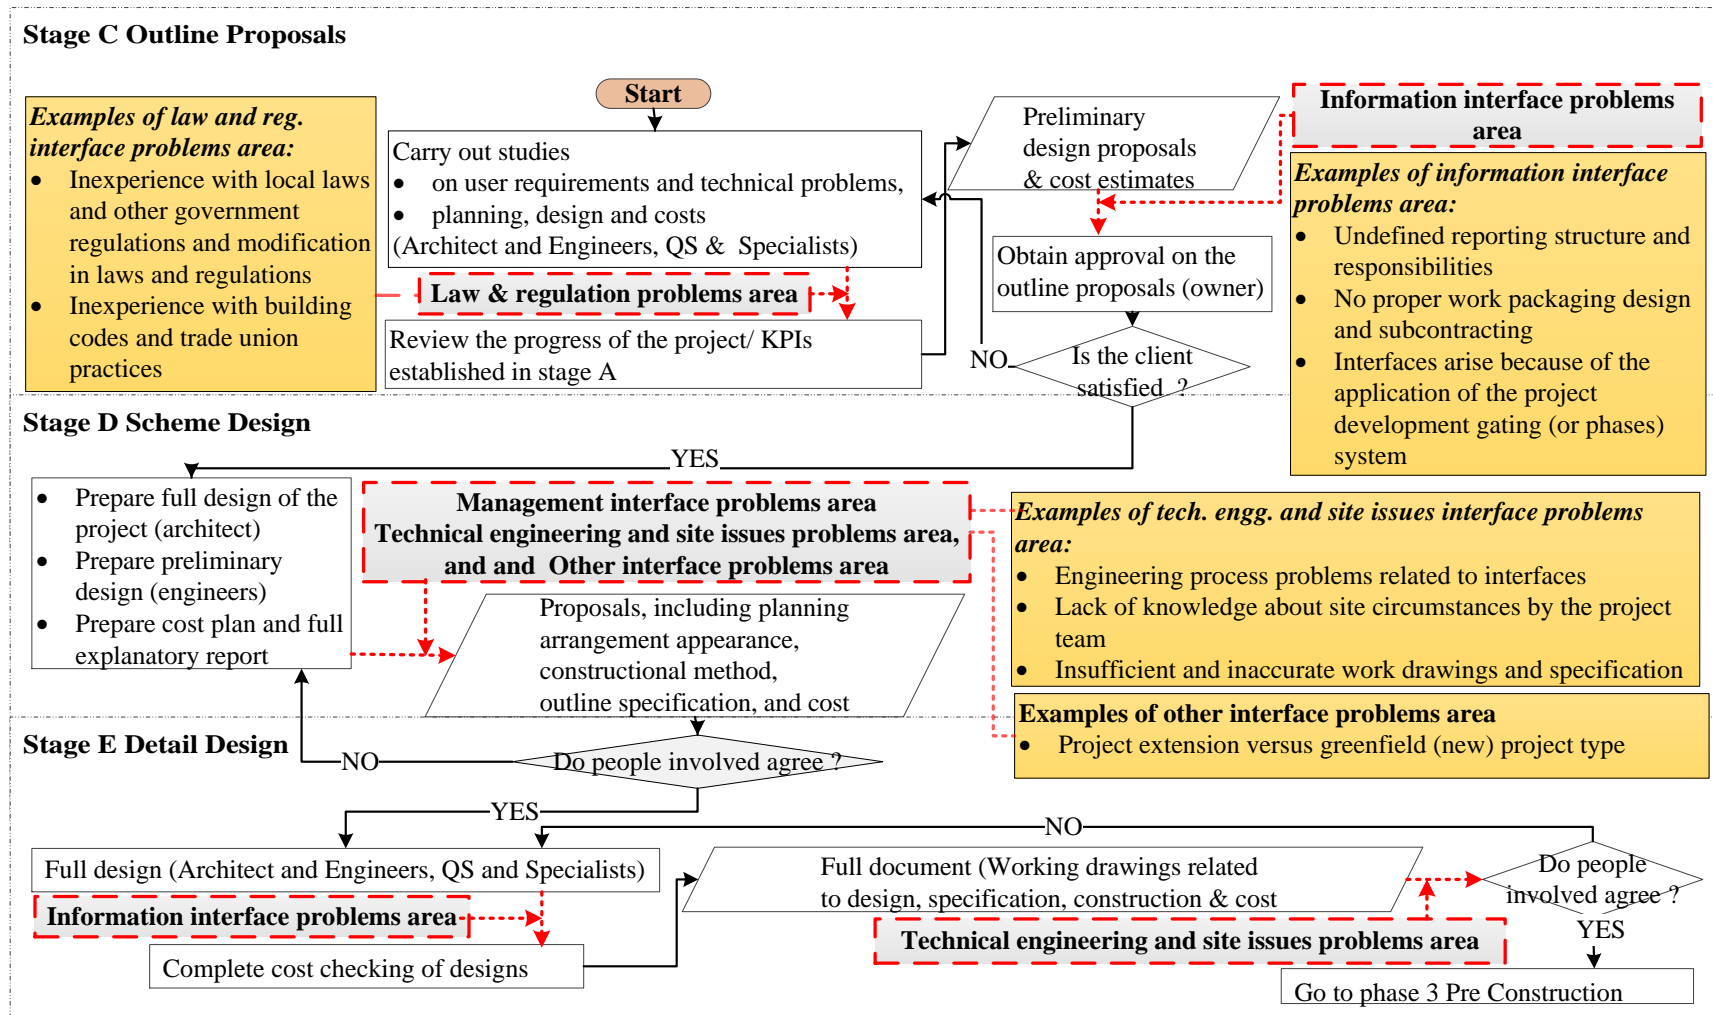 Stage C Outline Proposals
Start
Examples of law and reg.
interface problems area:
• Inexperience with local laws
and other government
regulations and modification
in laws and regulations
• Inexperience with building
codes and trade union
practices
Carry out studies
• on user requirements and technical problems,
• planning, design and costs
(Architect and Engineers, QS & Specialists)
Law & regulation problems area
Review the progress of the project/ KPIs
established in stage A
Preliminary
design proposals
& cost estimates
Obtain approval on the
outline proposals (owner)
NO
Is the client
satisfied ?
Information interface problems
area
Examples of information interface
problems area:
• Undefined reporting structure and
responsibilities
• No proper work packaging design
and subcontracting
• Interfaces arise because of the
application of the project
development gating (or phases)
system
Stage D Scheme Design
YES
• Prepare full design of the
project (architect)
• Prepare preliminary
design (engineers)
• Prepare cost plan and full
explanatory report
Management interface problems area
Technical engineering and site issues problems area,
and and Other interface problems area
Proposals, including planning
arrangement appearance,
constructional method,
outline specification, and cost
Examples of tech. engg. and site issues interface problems
area:
• Engineering process problems related to interfaces
• Lack of knowledge about site circumstances by the project
team
• Insufficient and inaccurate work drawings and specification
Examples of other interface problems area
• Project extension versus greenfield (new) project type
Stage E Detail Design
NO
Do people involved agree ?
YES
NO
Full design (Architect and Engineers, QS and Specialists)
Information interface problems area
Complete cost checking of designs
Full document (Working drawings related
to design, specification, construction & cost
Technical engineering and site issues problems area
Do people
involved agree ?
YES
Go to phase 3 Pre Construction